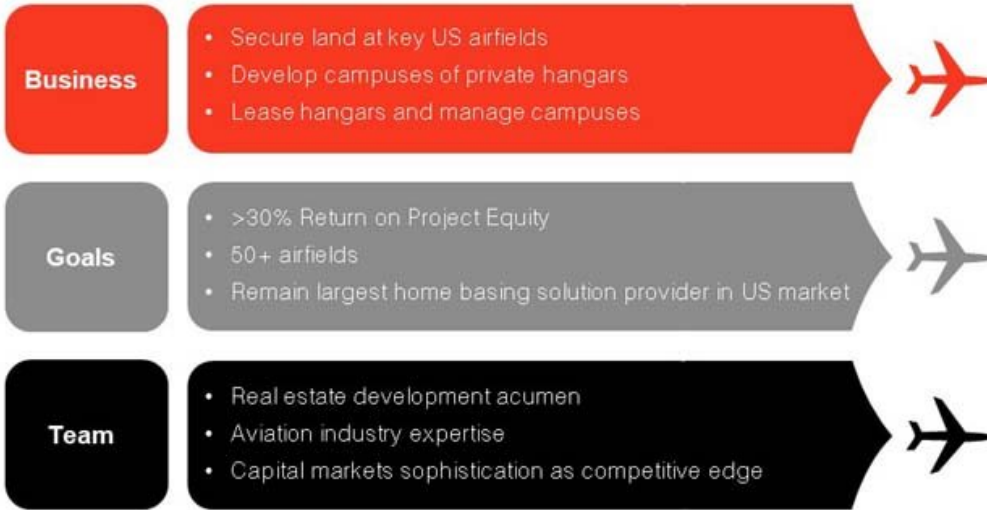 Business
• Secure land at key US airfields
• Develop campuses of private hangars
• Lease hangars and manage campuses
Goals
• >30% Return on Project Equity
• 50+ airfields
• Remain largest home basing solution provider in US market
Team
• Real estate development acumen
• Aviation industry expertise
• Capital markets sophistication as competitive edge